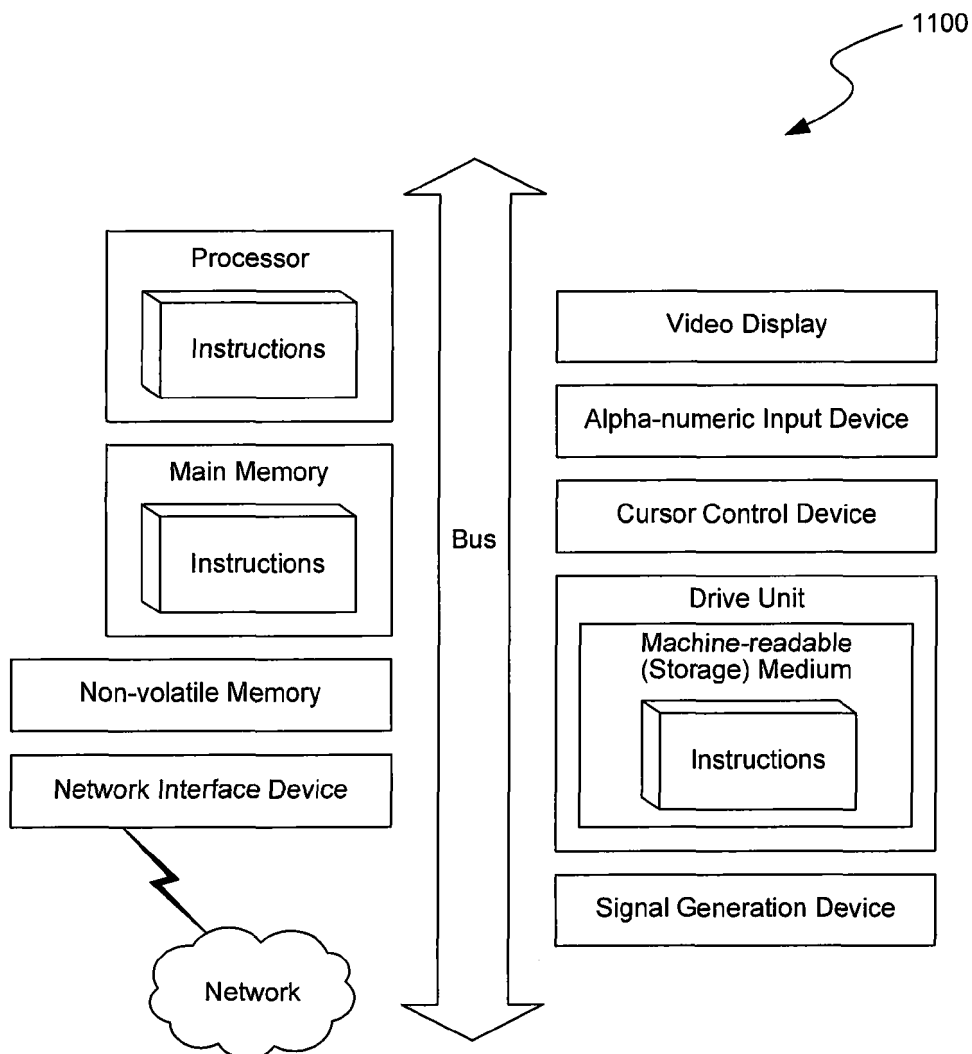 1100
Processor
Instructions
Main Memory
Instructions
Non-volatile Memory
Network Interface Device
Network
Bus
Video Display
Alpha-numeric Input Device
Cursor Control Device
Drive Unit
Machine-readable
(Storage) Medium
Instructions
Signal Generation Device